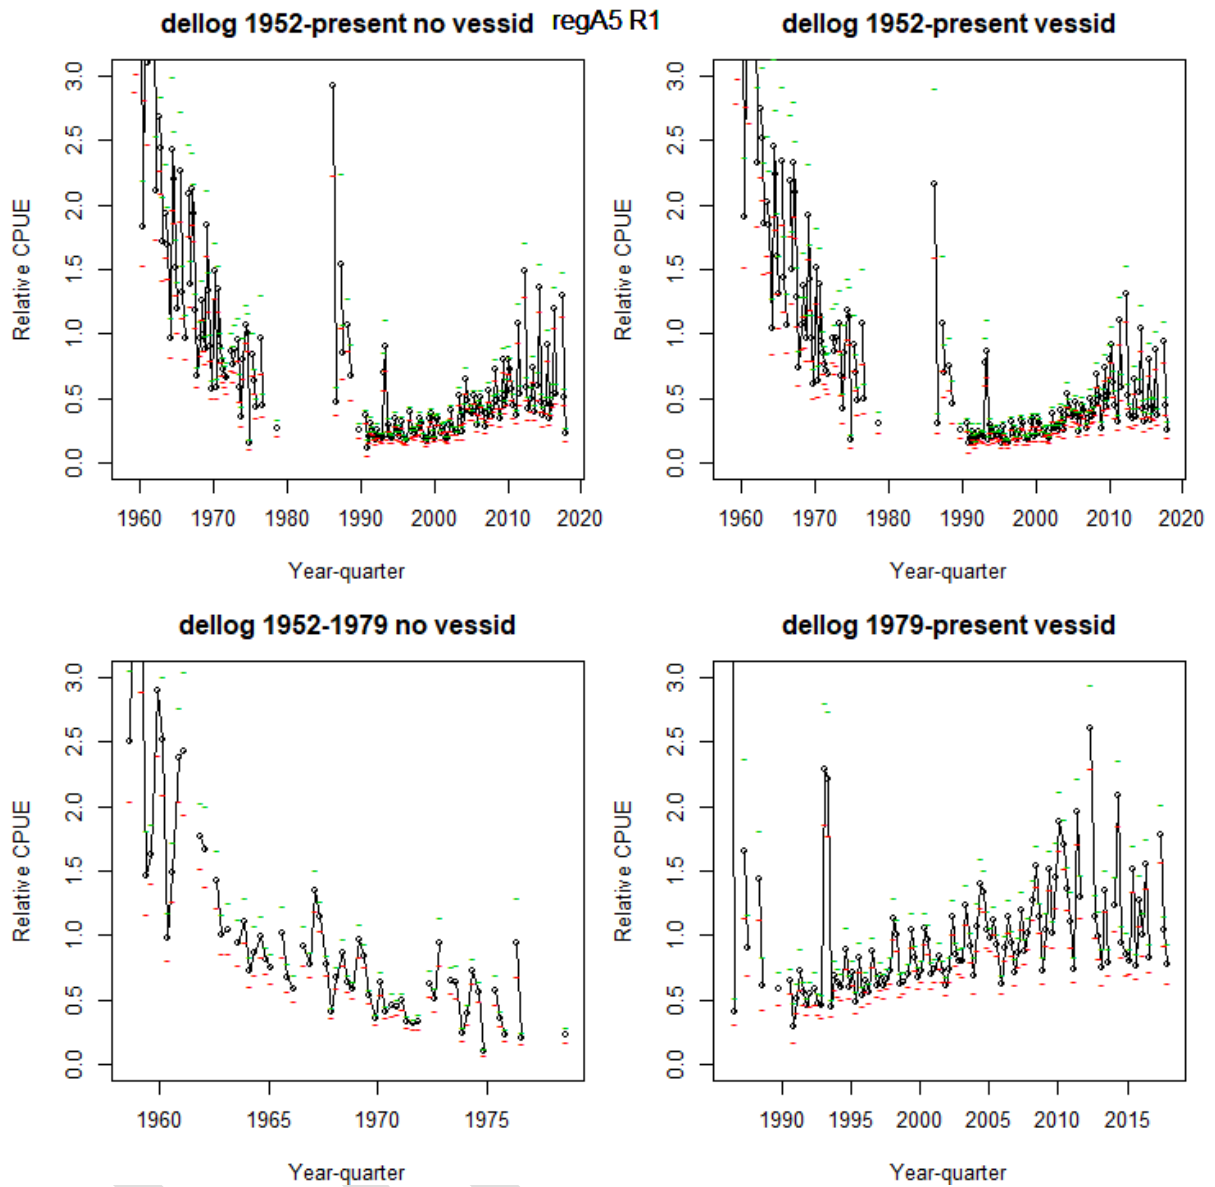 dellog 1952-present no vessid regA5 R1 dellog 1952-present vessid
Relative CPUE
3.0
2.5
2.0
1.5
1.0
0.5
0.0
1960 1970 1980 1990 2000 2010 2020
Year-quarter
Relative CPUE
3.0
2.5
2.0
1.5
1.0
0.5
0.0
1960 1970 1980 1990 2000 2010 2020
Year-quarter
dellog 1952-1979 no vessid
Relative CPUE
3.0
2.5
2.0
1.5
1.0
0.5
0.0
1960 1965 1970 1975
Year-quarter
dellog 1979-present vessid
Relative CPUE
3.0
2.5
2.0
1.5
1.0
0.5
0.0
1990 1995 2000 2005 2010 2015
Year-quarter